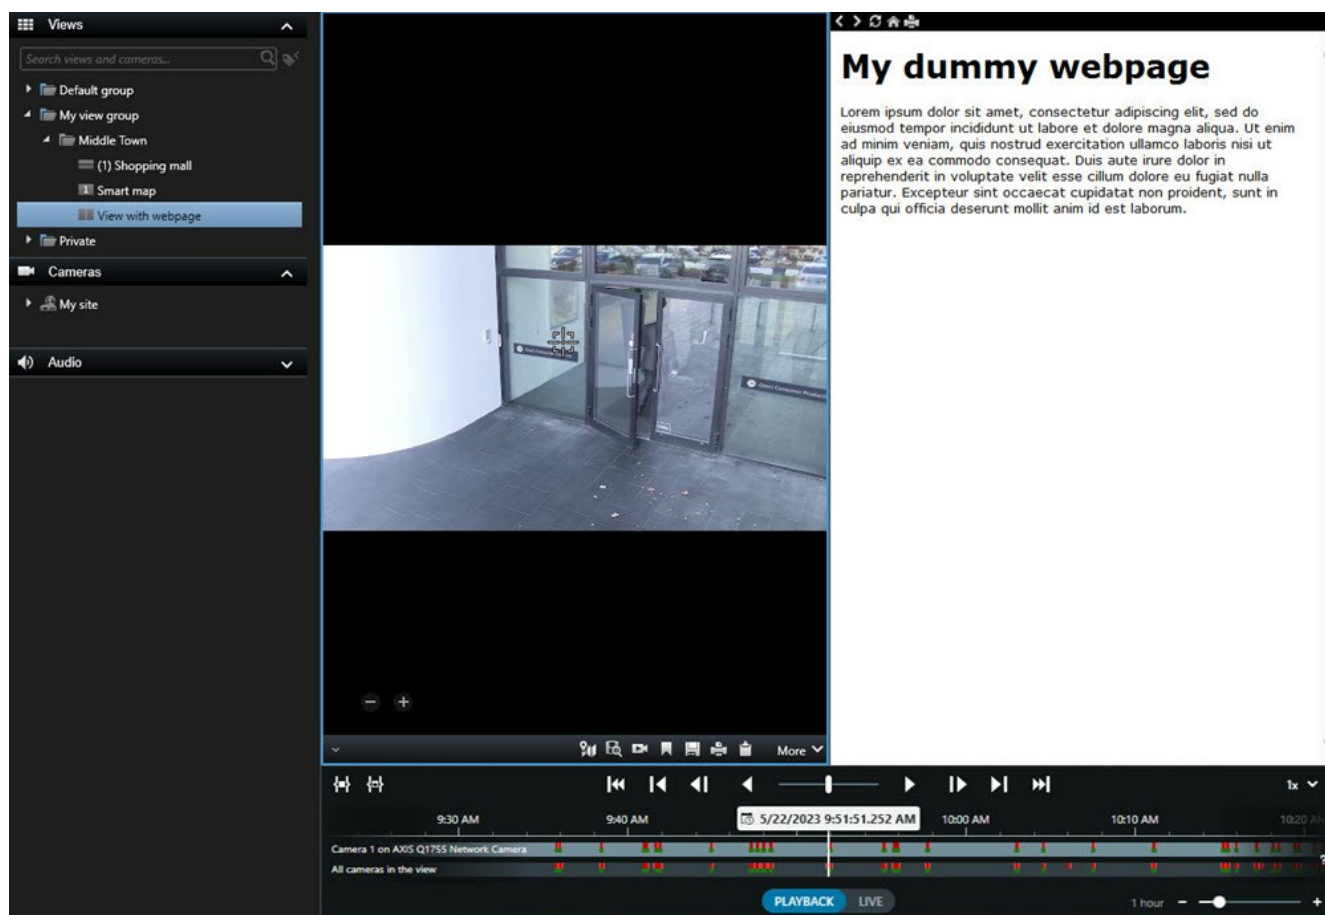 Views
Search views and cameras...
Default group
My view group
Middle Town
(1) Shopping mall
1 Smart map
View with webpage
Private
Cameras
My site
Audio
My dummy webpage
Lorem ipsum dolor sit amet, consectetur adipiscing elit, sed do
eiusmod tempor incididunt ut labore et dolore magna aliqua. Ut enim
ad minim veniam, quis nostrud exercitation ullamco laboris nisi ut
aliquip ex ea commodo consequat. Duis aute irure dolor in
reprehenderit in voluptate velit esse cillum dolore eu fugiat nulla
pariatur. Excepteur sint occaecat cupidatat non proident, sunt in
culpa qui officia deserunt mollit anim id est laborum.
Omni Consumer Products
More
1x
9:30 AM 9:40 AM 5/22/2023 9:51:51.252 AM 10:00 AM 10:10 AM 10:20 AM
Camera 1 on AXIS Q1755 Network Camera
All cameras in the view
PLAYBACK LIVE
1 hour